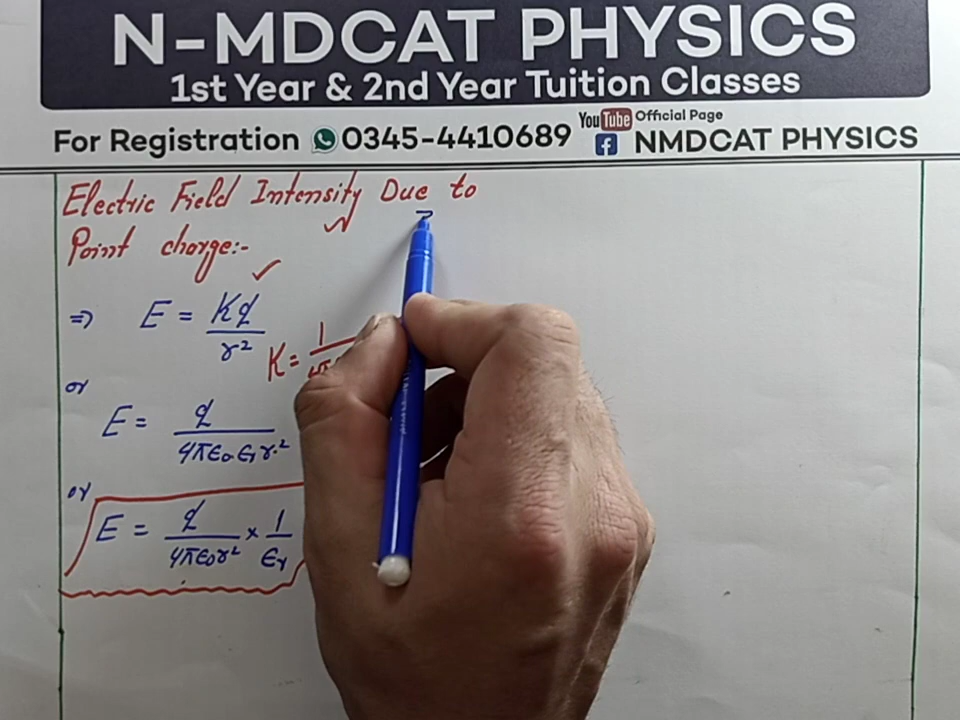 N-MDCAT PHYSICS
1st Year & 2nd Year Tuition Classes
For Registration 0345-4410689 YouTube Official Page
f NMDCAT PHYSICS
Electric Field Intensity Due to
Point charge:-
⇒ E = Kq/r²
K = 1/
or
E = q/4πϵ₀ϵᵣr²
or
E = q/4πϵ₀r² × 1/ϵᵣ